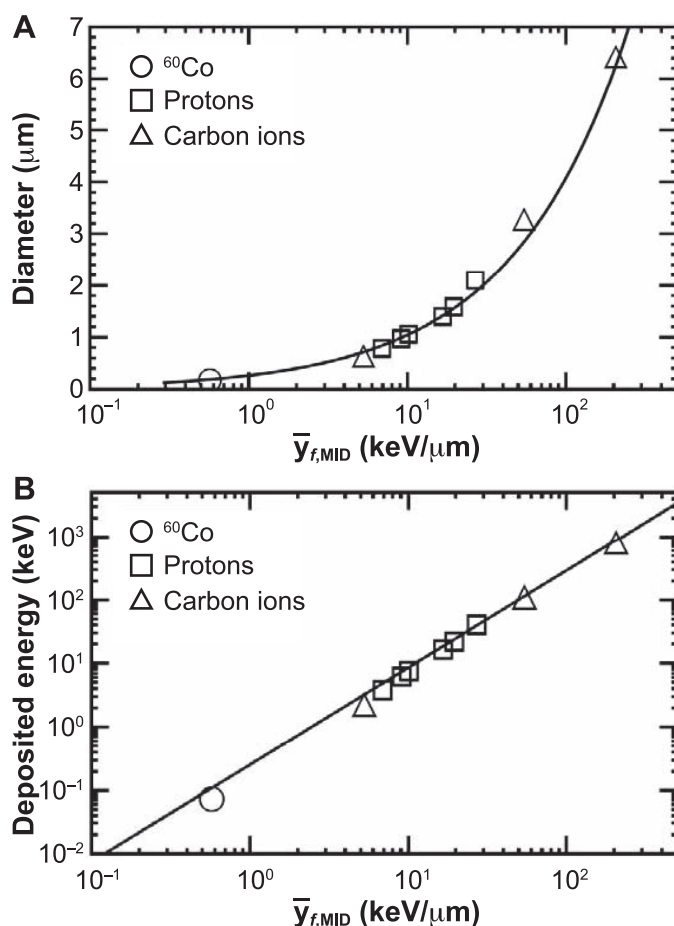 A
7
6
5
4
3
2
1
0
Diameter (μm)
⁶⁰Co
Protons
Carbon ions
10⁻¹ 10⁰ 10¹ 10²
y̅f,MID (keV/μm)
B
10³
10²
10¹
10⁰
10⁻¹
10⁻²
Deposited energy (keV)
⁶⁰Co
Protons
Carbon ions
10⁻¹ 10⁰ 10¹ 10²
y̅f,MID (keV/μm)